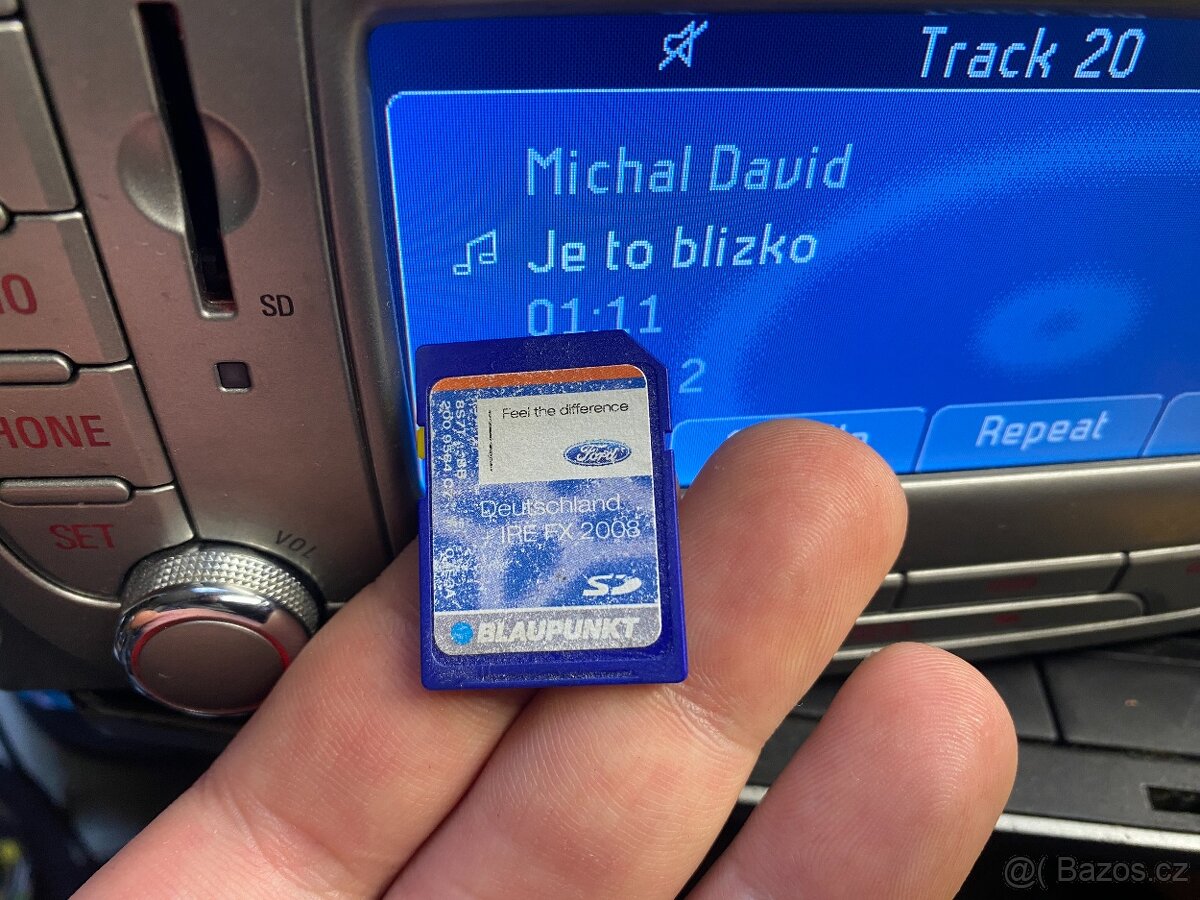 Track 20
Michal David
Je to blizko
01:11
2
Repeat
SD
PHONE
SET
VOL
Feel the difference
Ford
Deutschland
IRE FX 2008
SD
BLAUPUNKT
@( Bazos.cz